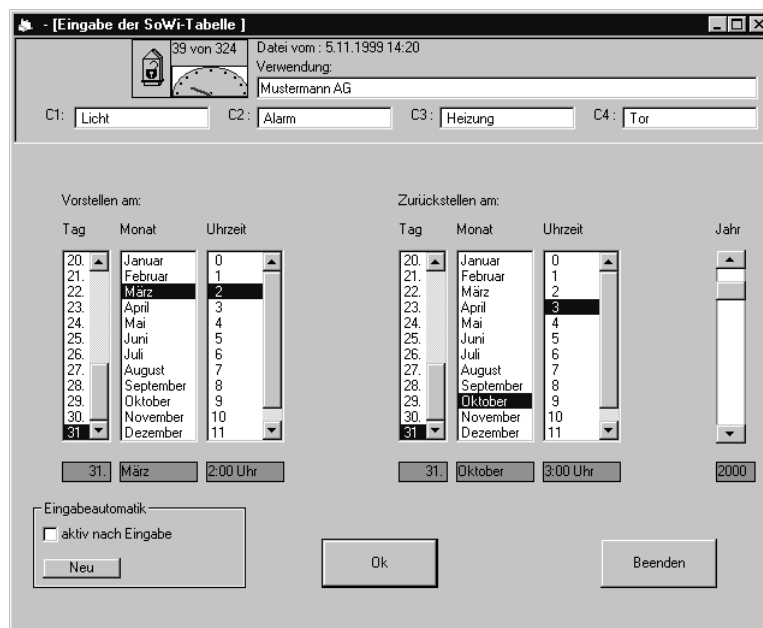 - [Eingabe der SoWi-Tabelle ]
39 von 324
Datei vom : 5.11.1999 14:20
Verwendung:
Mustermann AG
C1: Licht C2 : Alarm C3 : Heizung C4 : Tor
Vorstellen am: Zurückstellen am:
Tag Monat Uhrzeit Tag Monat Uhrzeit Jahr
20. Januar 0 20. Januar 0
21. Februar 1 21. Februar 1
22. März 2 22. März 2
23. April 3 23. April 3
24. Mai 4 24. Mai 4
25. Juni 5 25. Juni 5
26. Juli 6 26. Juli 6
27. August 7 27. August 7
28. September 8 28. September 8
29. Oktober 9 29. Oktober 9
30. November 10 30. November 10
31 Dezember 11 31 Dezember 11
31. März 2:00 Uhr 31. Oktober 3:00 Uhr 2000
Eingabeautomatik
aktiv nach Eingabe
Neu
Ok
Beenden